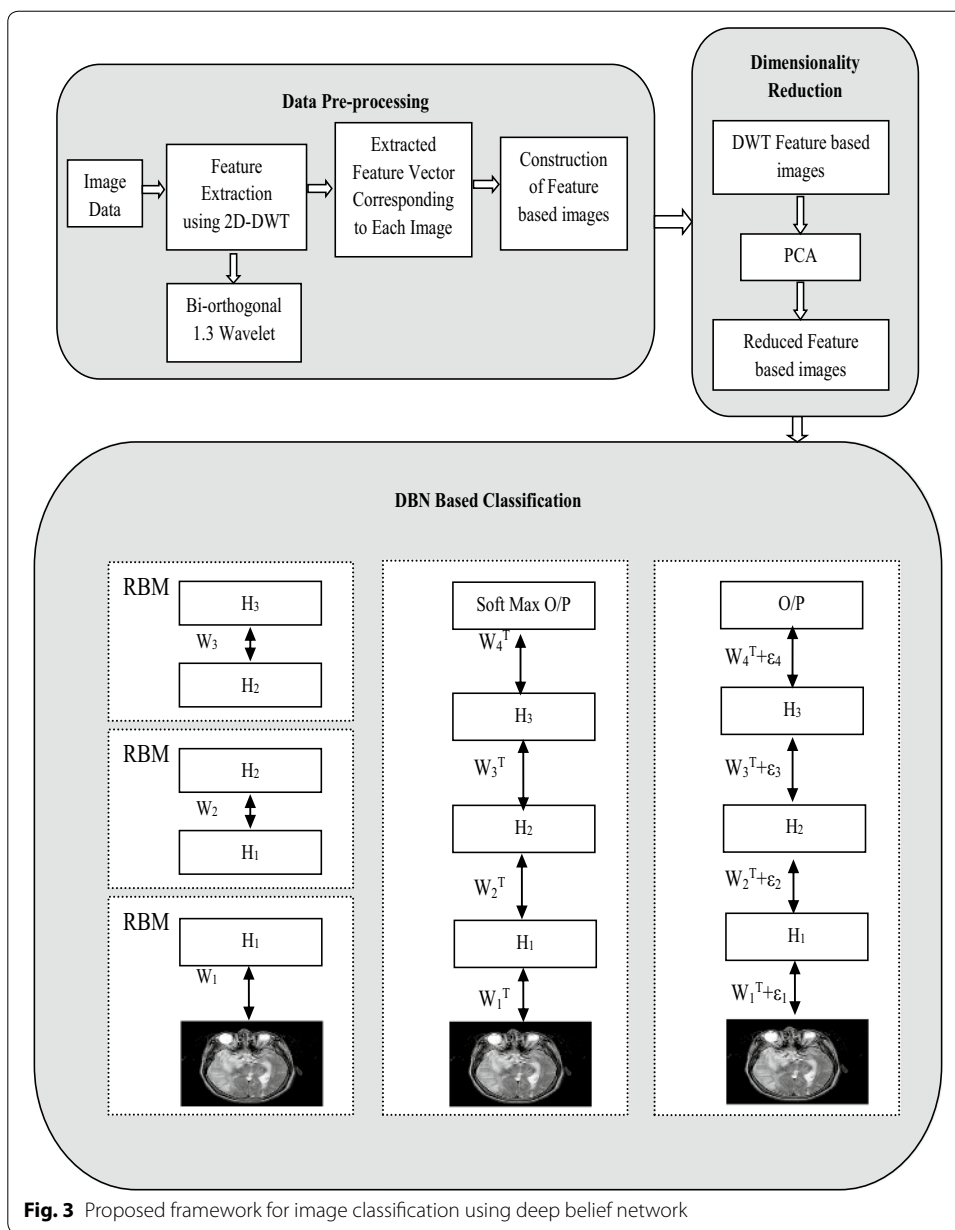 Data Pre-processing
Image
Data
Feature
Extraction
using 2D-DWT
Extracted
Feature Vector
Corresponding
to Each Image
Construction
of Feature
based images
Bi-orthogonal
1.3 Wavelet
Dimensionality
Reduction
DWT Feature based
images
PCA
Reduced Feature
based images
DBN Based Classification
RBM
H₃
W₃
H₂
RBM
H₂
W₂
H₁
RBM
H₁
W₁
Soft Max O/P
W₄ᵀ
H₃
W₃ᵀ
H₂
W₂ᵀ
H₁
W₁ᵀ
O/P
W₄ᵀ+ε₄
H₃
W₃ᵀ+ε₃
H₂
W₂ᵀ+ε₂
H₁
W₁ᵀ+ε₁
Fig. 3 Proposed framework for image classification using deep belief network